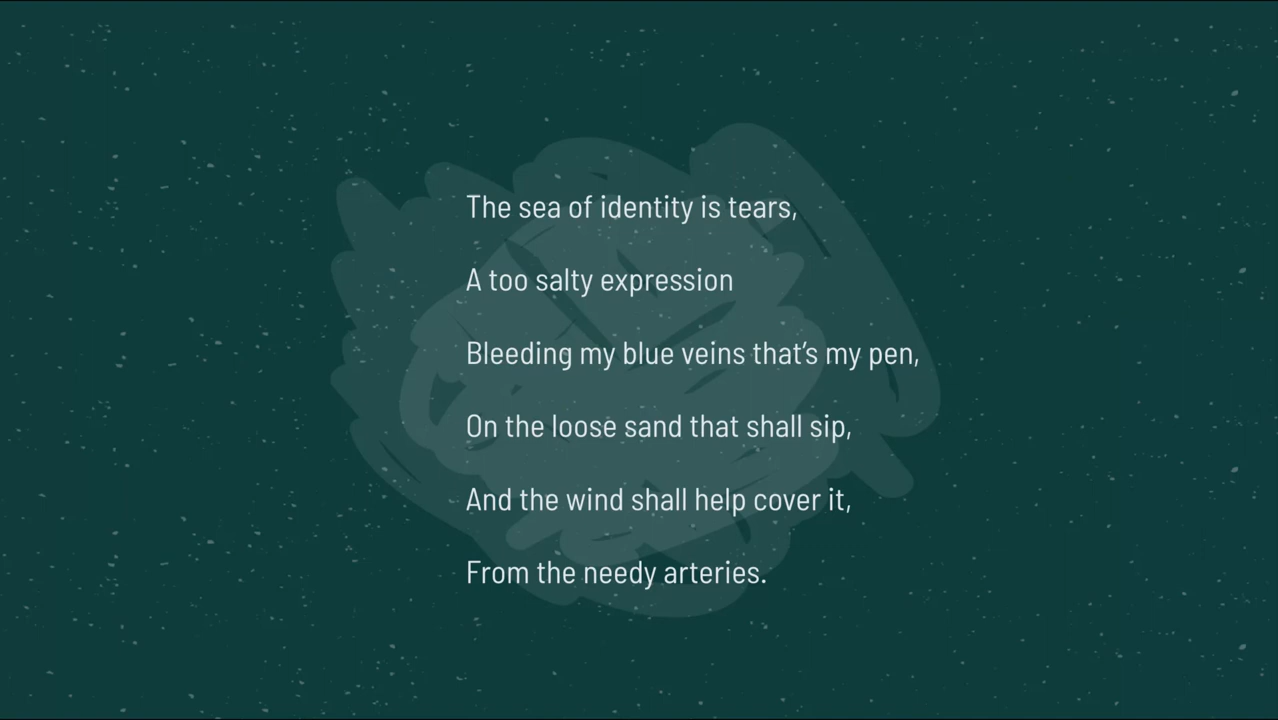 The sea of identity is tears,
A too salty expression
Bleeding my blue veins that’s my pen,
On the loose sand that shall sip,
And the wind shall help cover it,
From the needy arteries.